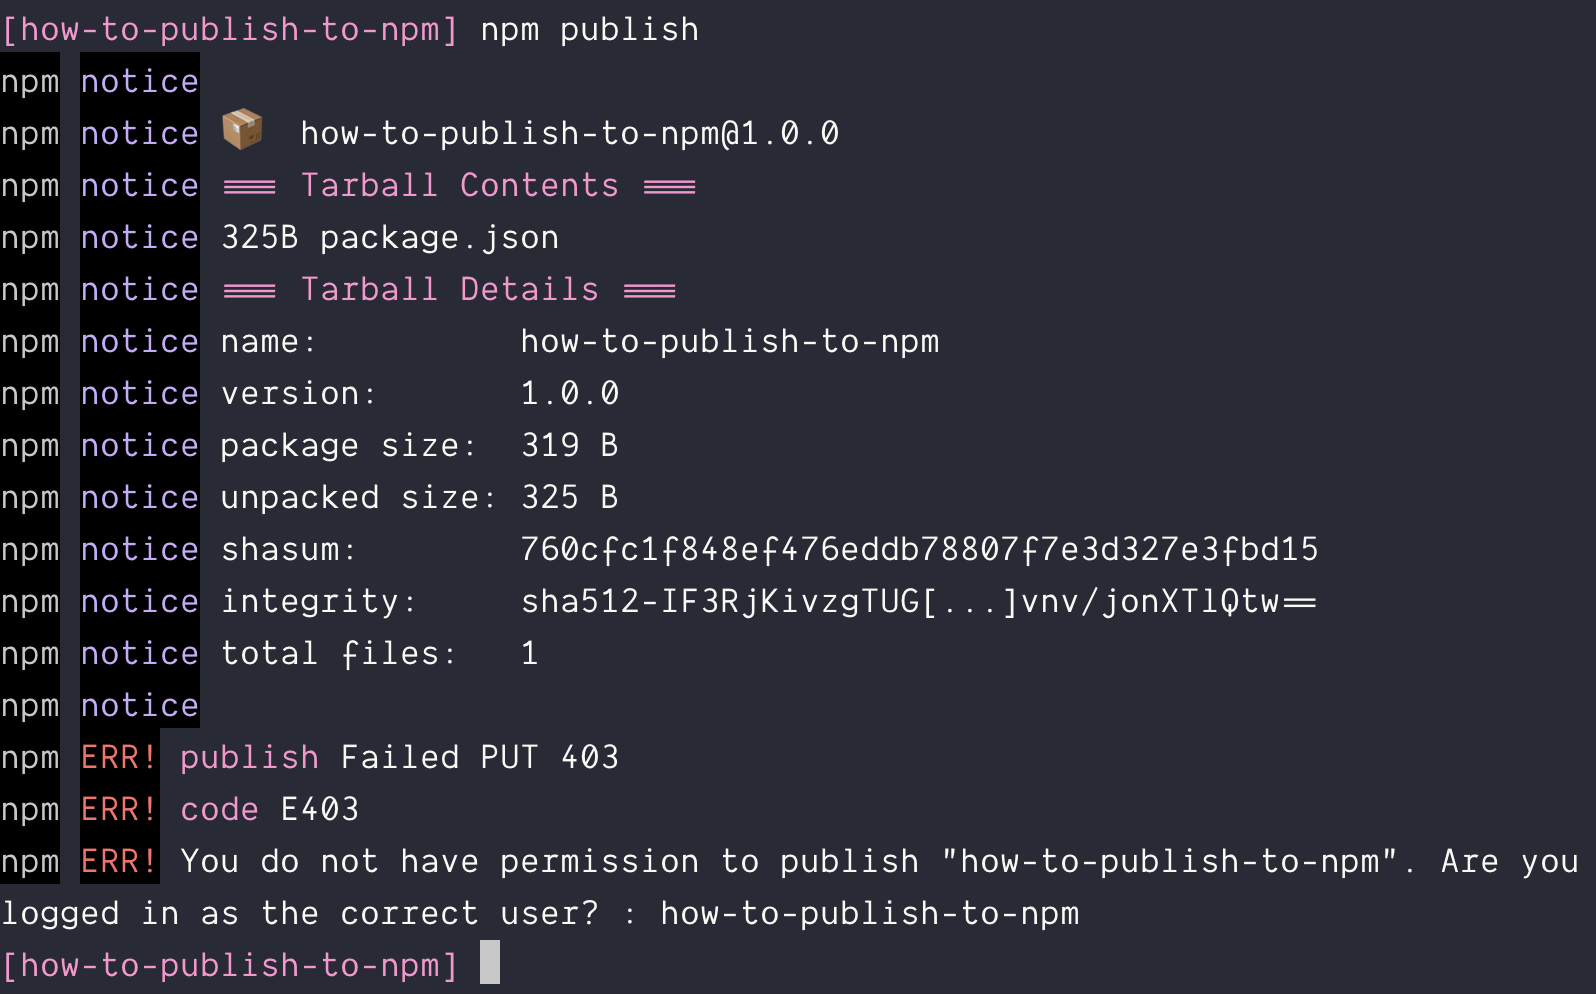 [how-to-publish-to-npm] npm publish
npm notice
npm notice 📦  how-to-publish-to-npm@1.0.0
npm notice === Tarball Contents ===
npm notice 325B package.json
npm notice === Tarball Details ===
npm notice name:          how-to-publish-to-npm
npm notice version:       1.0.0
npm notice package size:  319 B
npm notice unpacked size: 325 B
npm notice shasum:        760cfc1f848ef476eddb78807f7e3d327e3fbd15
npm notice integrity:     sha512-IF3RjKivzgTUG[...]vnv/jonXTlQtw==
npm notice total files:   1
npm notice
npm ERR! publish Failed PUT 403
npm ERR! code E403
npm ERR! You do not have permission to publish "how-to-publish-to-npm". Are you
logged in as the correct user? : how-to-publish-to-npm
[how-to-publish-to-npm]